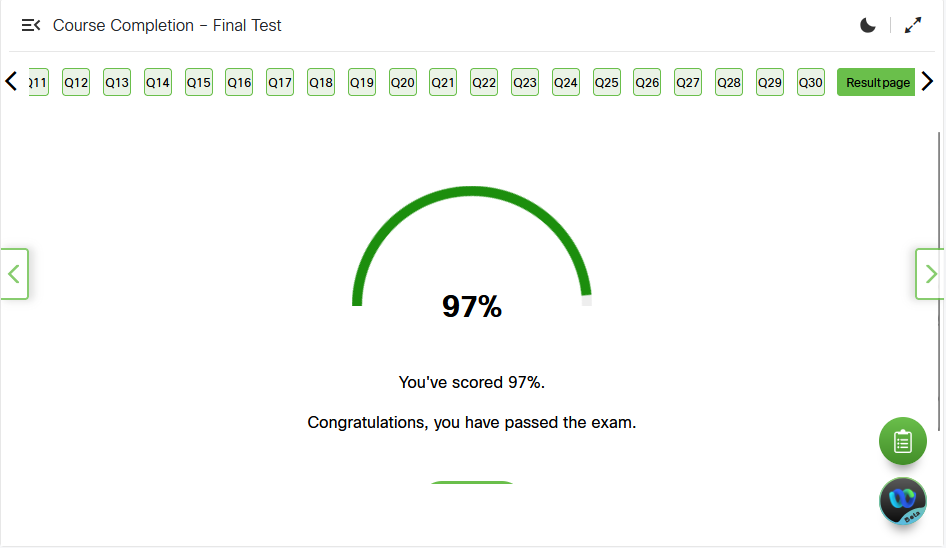 Course Completion – Final Test
Q11 Q12 Q13 Q14 Q15 Q16 Q17 Q18 Q19 Q20 Q21 Q22 Q23 Q24 Q25 Q26 Q27 Q28 Q29 Q30 Result page
97%
You've scored 97%.
Congratulations, you have passed the exam.
Beta